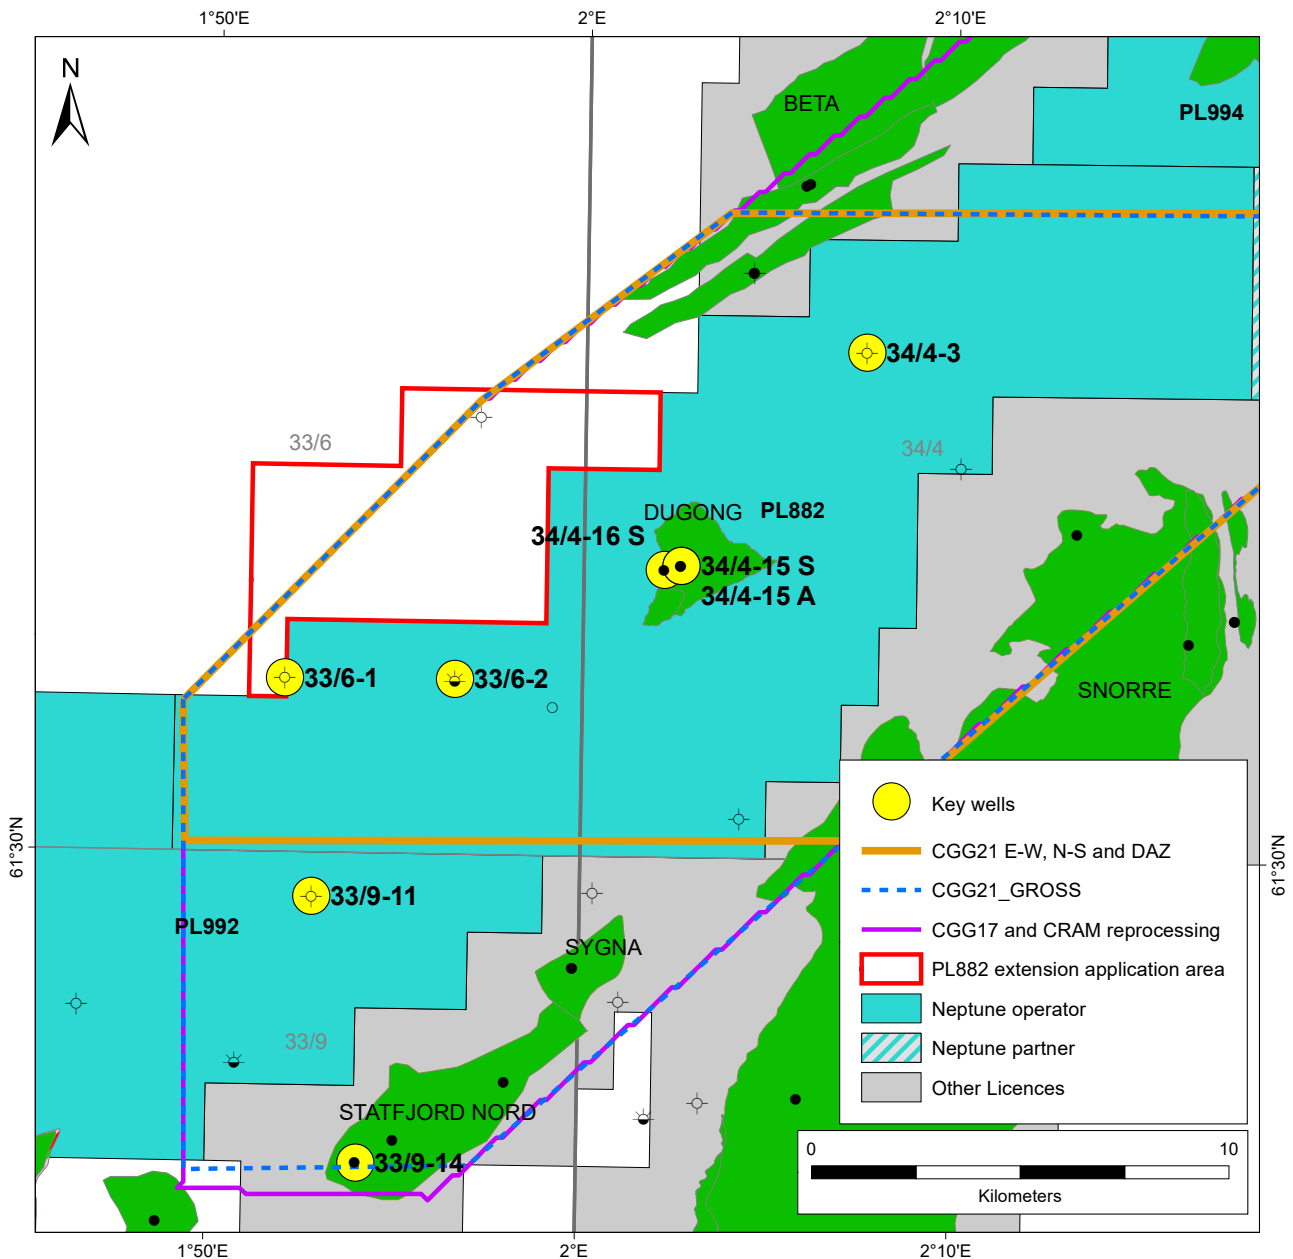 1°50'E
2°E
2°10'E
N
BETA
PL994
34/4-3
33/6
34/4
DUGONG
PL882
34/4-16 S
34/4-15 S
34/4-15 A
33/6-1
33/6-2
SNORRE
61°30'N
61°30'N
33/9-11
PL992
SYGNA
33/9
STATFJORD NORD
33/9-14
Key wells
CGG21 E-W, N-S and DAZ
CGG21_GROSS
CGG17 and CRAM reprocessing
PL882 extension application area
Neptune operator
Neptune partner
Other Licences
0
10
Kilometers
1°50'E
2°E
2°10'E